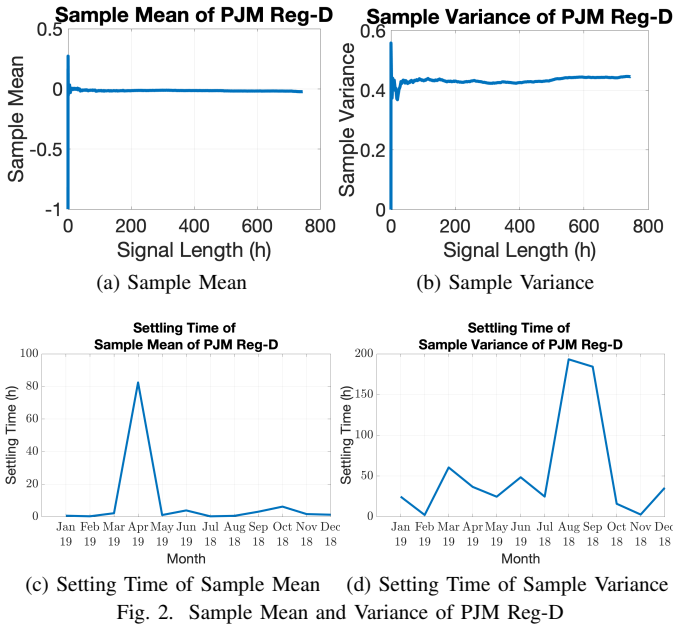 Sample Mean of PJM Reg-D
0.5
0
-0.5
-1
Sample Mean
0 200 400 600 800
Signal Length (h)
(a) Sample Mean
Sample Variance of PJM Reg-D
0.6
0.4
0.2
0
Sample Variance
0 200 400 600 800
Signal Length (h)
(b) Sample Variance
Settling Time of
Sample Mean of PJM Reg-D
100
80
60
40
20
0
Settling Time (h)
Jan Feb Mar Apr May Jun Jul Aug Sep Oct Nov Dec
19 19 19 19 19 19 19 18 18 18 18 18
Month
(c) Setting Time of Sample Mean
Settling Time of
Sample Variance of PJM Reg-D
200
150
100
50
0
Settling Time (h)
Jan Feb Mar Apr May Jun Jul Aug Sep Oct Nov Dec
19 19 19 19 19 19 18 18 18 18 18 18
Month
(d) Setting Time of Sample Variance
Fig. 2. Sample Mean and Variance of PJM Reg-D